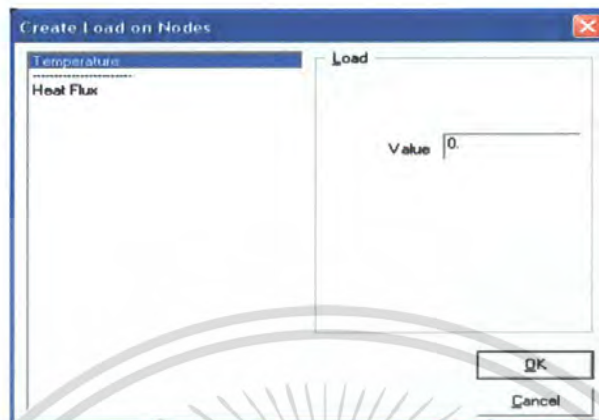 Create Load on Nodes
Temperature
--------------------
Heat Flux
Load
Value 0.
OK
Cancel